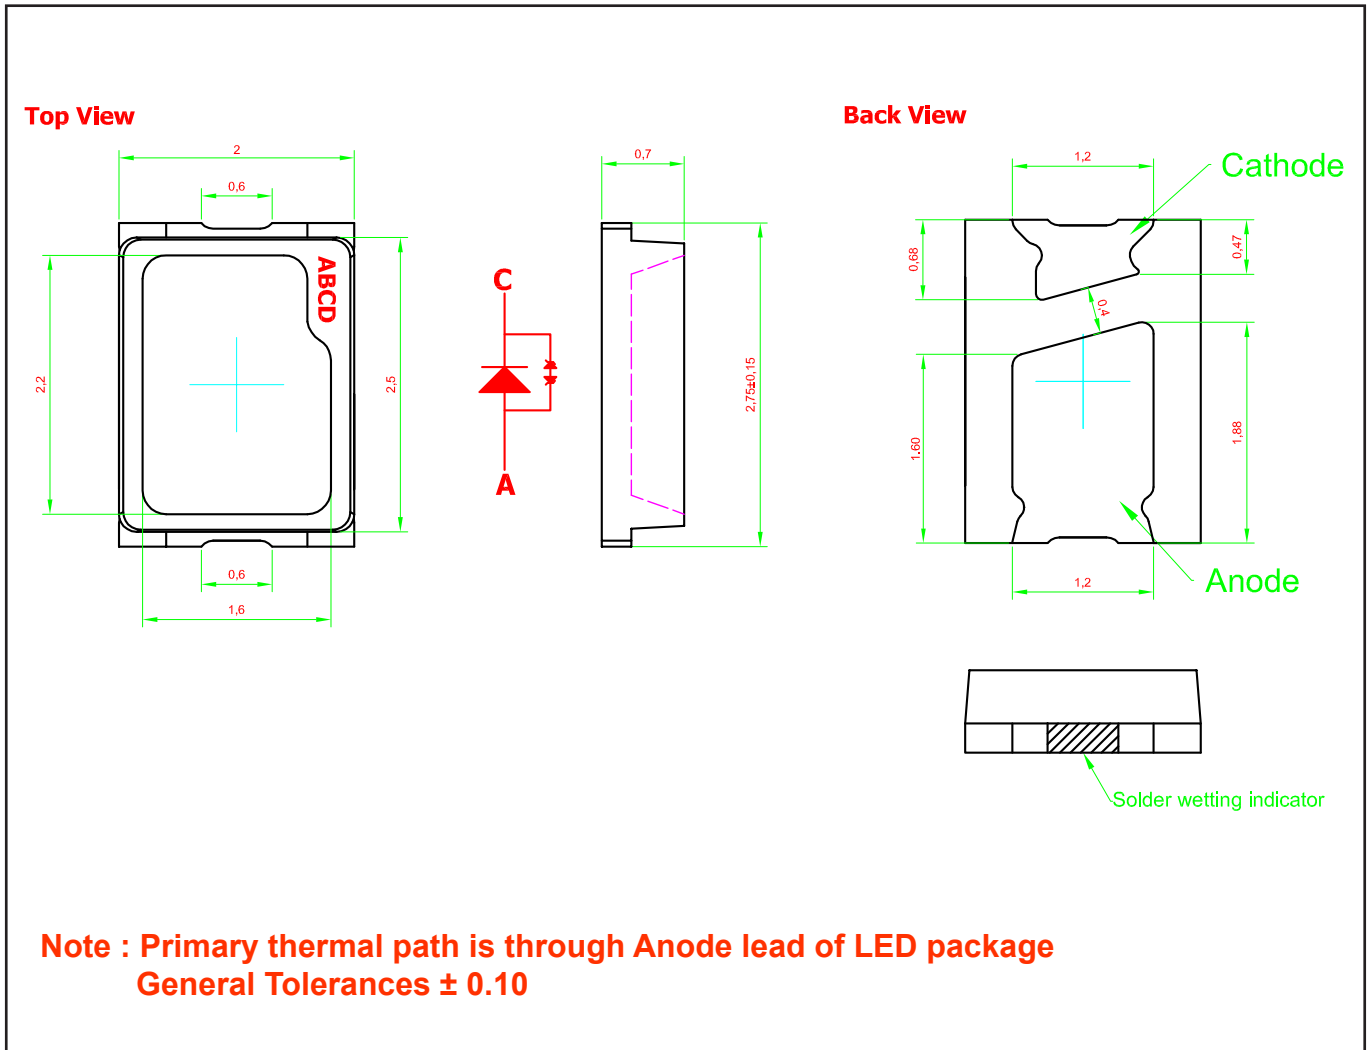 Top View
Back View
2
0,6
0,7
1,2
Cathode
ABCD
0,68
0,47
C
0,4
2,2
2,5
2,75±0,15
1.60
1,88
A
0,6
1,6
1,2
Anode
Solder wetting indicator
Note : Primary thermal path is through Anode lead of LED package
General Tolerances ± 0.10